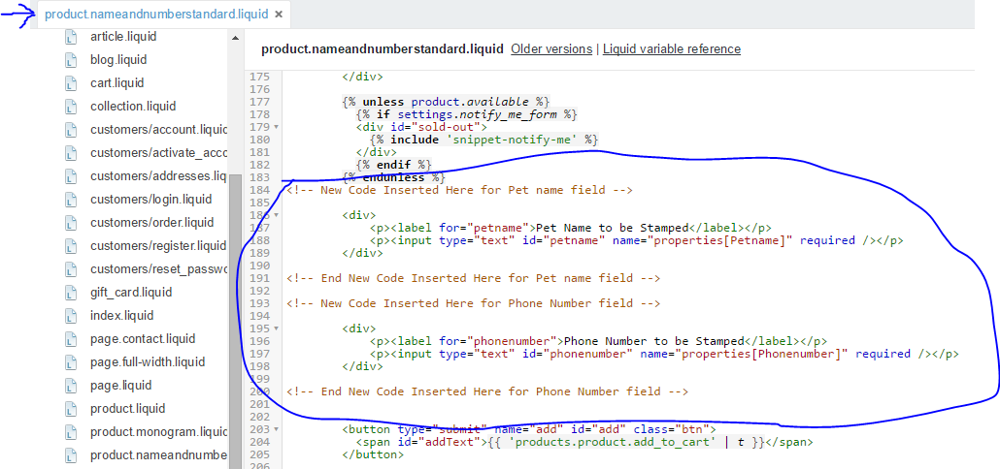 product.nameandnumberstandard.liquid ×
article.liquid
blog.liquid
cart.liquid
collection.liquid
customers/account.liquid
customers/activate_acco
customers/addresses.liq
customers/login.liquid
customers/order.liquid
customers/register.liquid
customers/reset_passwo
gift_card.liquid
index.liquid
page.contact.liquid
page.full-width.liquid
page.liquid
product.liquid
product.monogram.liquid
product.nameandnumbe
product.nameandnumberstandard.liquid Older versions | Liquid variable reference
175 </div>
176
177 {% unless product.available %}
178 {% if settings.notify_me_form %}
179 <div id="sold-out">
180 {% include 'snippet-notify-me' %}
181 </div>
182 {% endif %}
183 {% endunless %}
184 <!-- New Code Inserted Here for Pet name field -->
185
186 <div>
187 <p><label for="petname">Pet Name to be Stamped</label></p>
188 <p><input type="text" id="petname" name="properties[Petname]" required /></p>
189 </div>
190
191 <!-- End New Code Inserted Here for Pet name field -->
192
193 <!-- New Code Inserted Here for Phone Number field -->
194
195 <div>
196 <p><label for="phonenumber">Phone Number to be Stamped</label></p>
197 <p><input type="text" id="phonenumber" name="properties[Phonenumber]" required /></p>
198 </div>
199
200 <!-- End New Code Inserted Here for Phone Number field -->
201
202
203 <button type="submit" name="add" id="add" class="btn">
204 <span id="addText">{{ 'products.product.add_to_cart' | t }}</span>
205 </button>
206